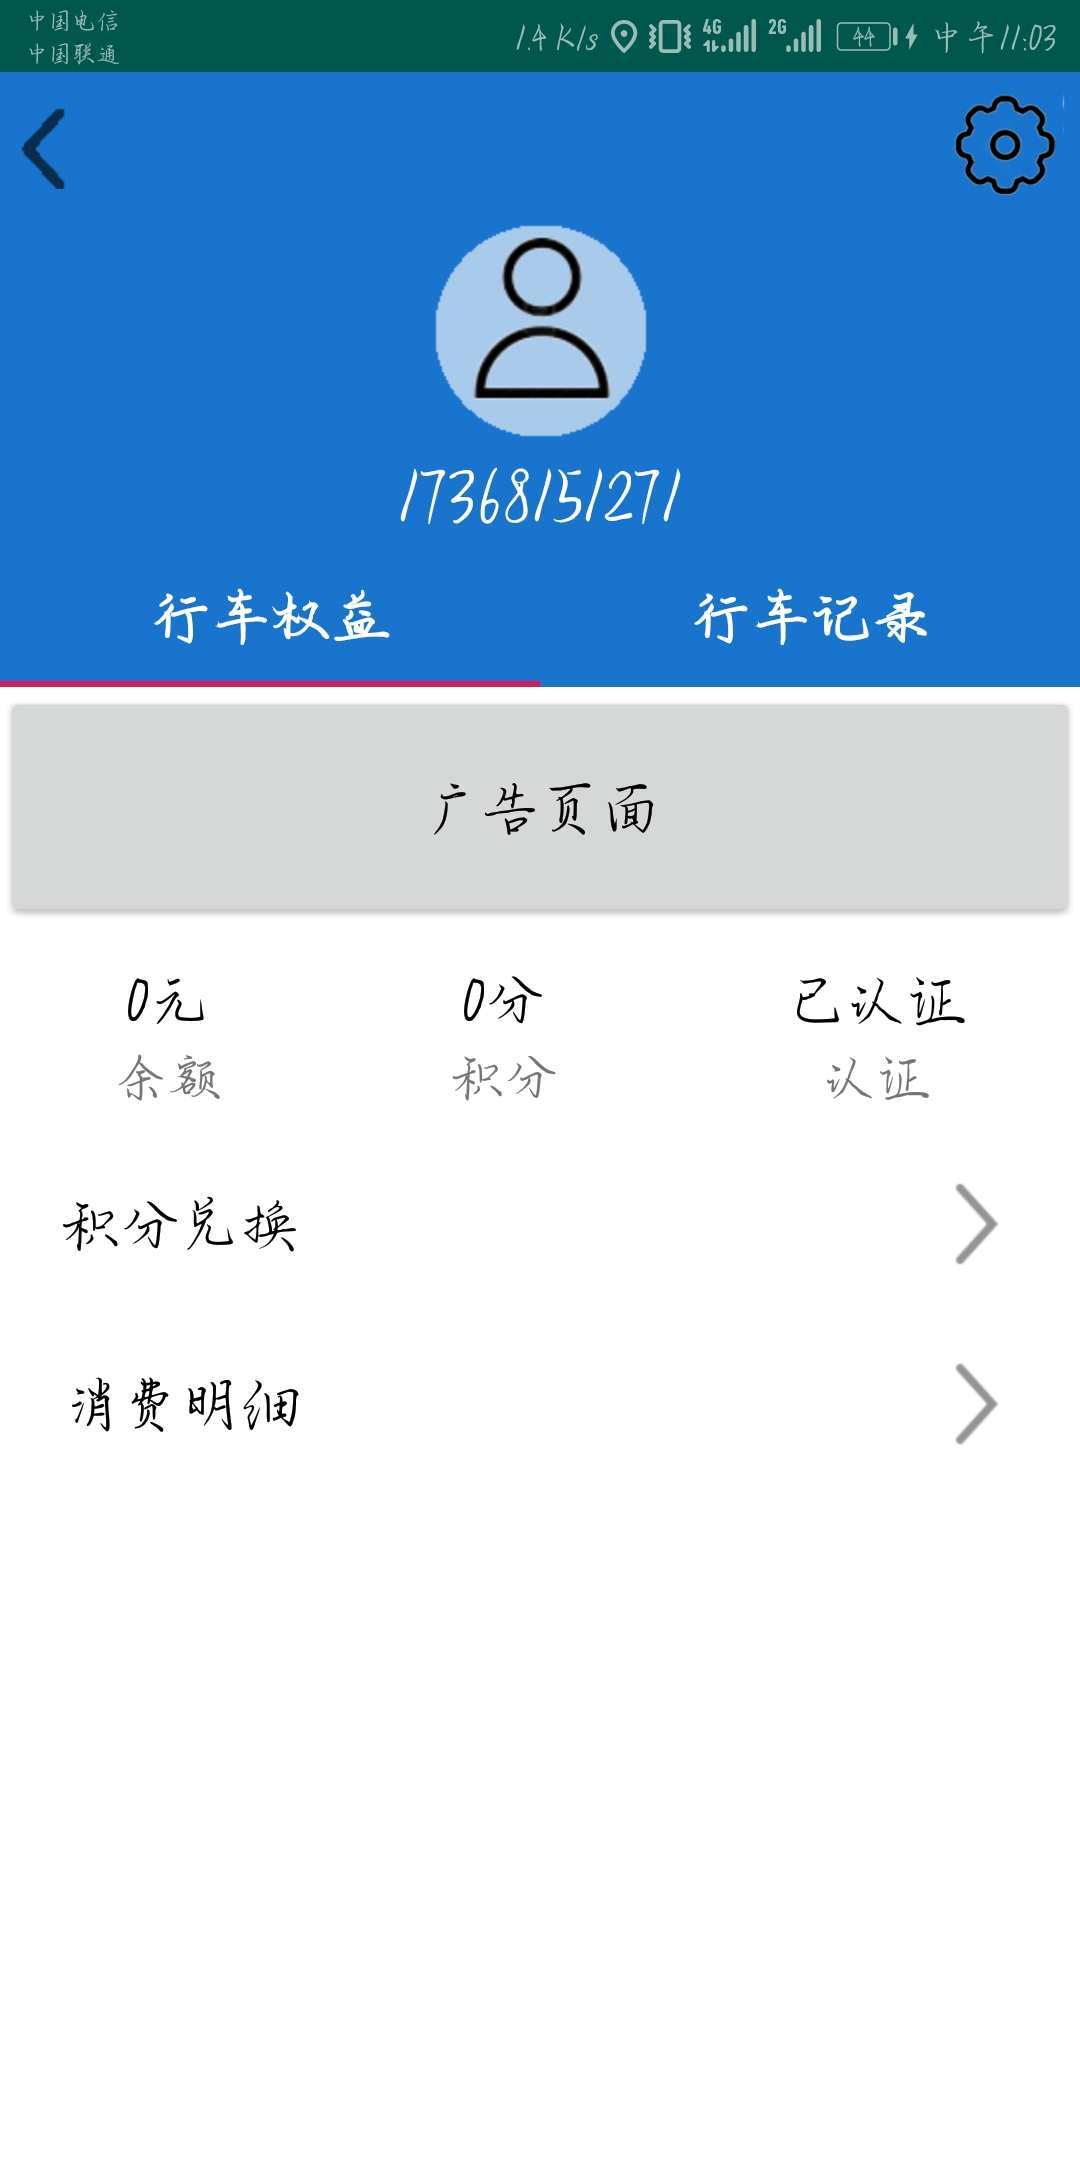 中国电信
中国联通
1.4 K/s 4G 2G 44 中午11:03
17368151271
行车权益 行车记录
广告页面
0元 0分 已认证
余额 积分 认证
积分兑换
消费明细